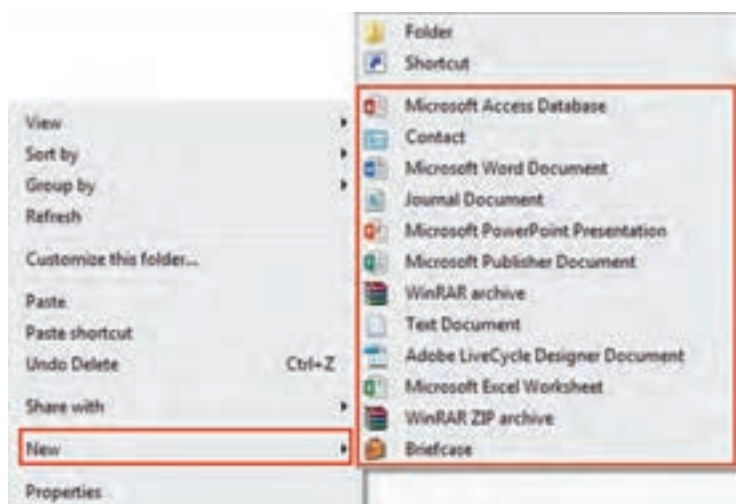 Folder
Shortcut
Microsoft Access Database
Contact
Microsoft Word Document
Journal Document
Microsoft PowerPoint Presentation
Microsoft Publisher Document
WinRAR archive
Text Document
Adobe LiveCycle Designer Document
Microsoft Excel Worksheet
WinRAR ZIP archive
Briefcase
View
Sort by
Group by
Refresh
Customize this folder...
Paste
Paste shortcut
Undo Delete Ctrl+Z
Share with
New
Properties